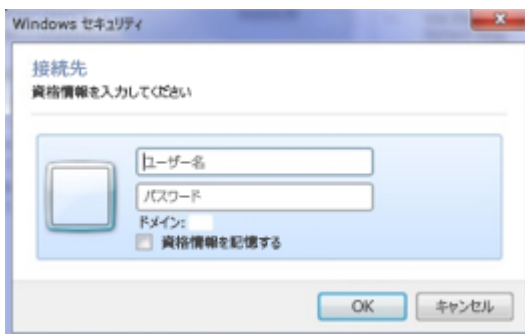 Windows セキュリティ
接続先
資格情報を入力してください
ユーザー名
パスワード
ドメイン:
資格情報を記憶する
OK キャンセル